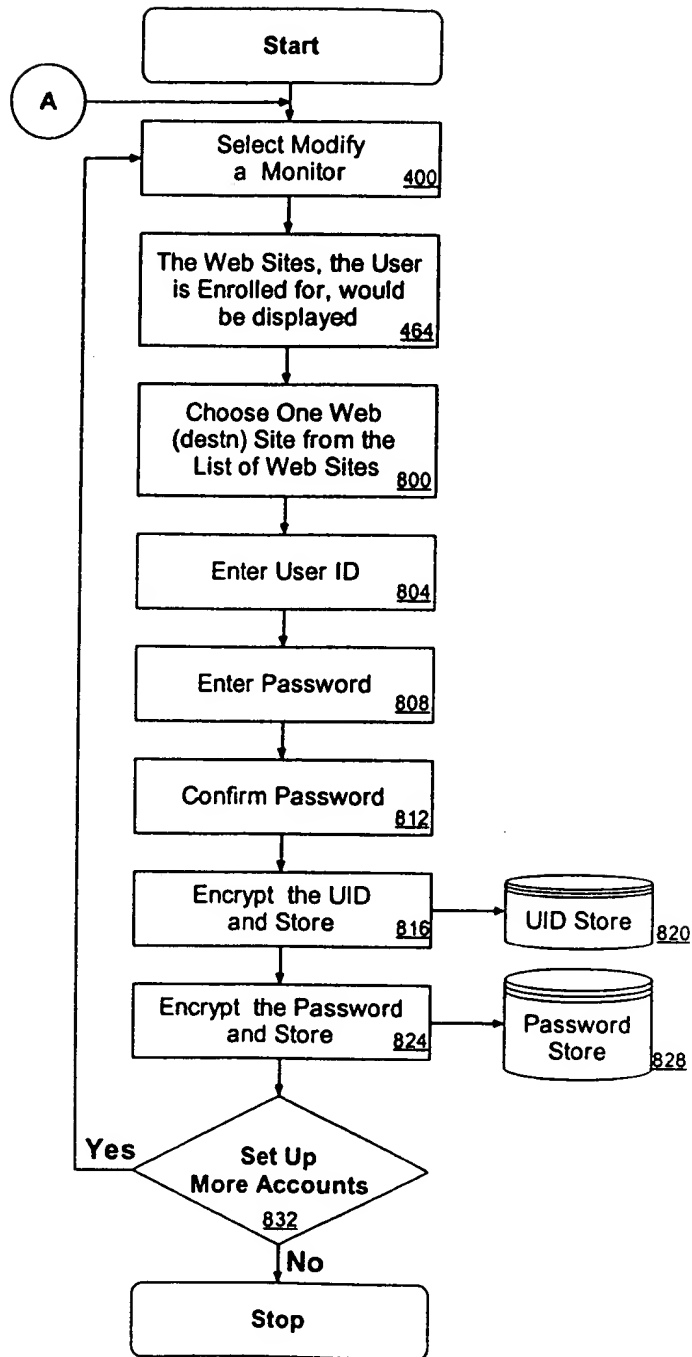 Start
A
Select Modify
a Monitor
400
The Web Sites, the User
is Enrolled for, would
be displayed
464
Choose One Web
(destn) Site from the
List of Web Sites
800
Enter User ID
804
Enter Password
808
Confirm Password
812
Encrypt the UID
and Store
816
UID Store
820
Encrypt the Password
and Store
824
Password
Store
828
Yes
Set Up
More Accounts
832
No
Stop